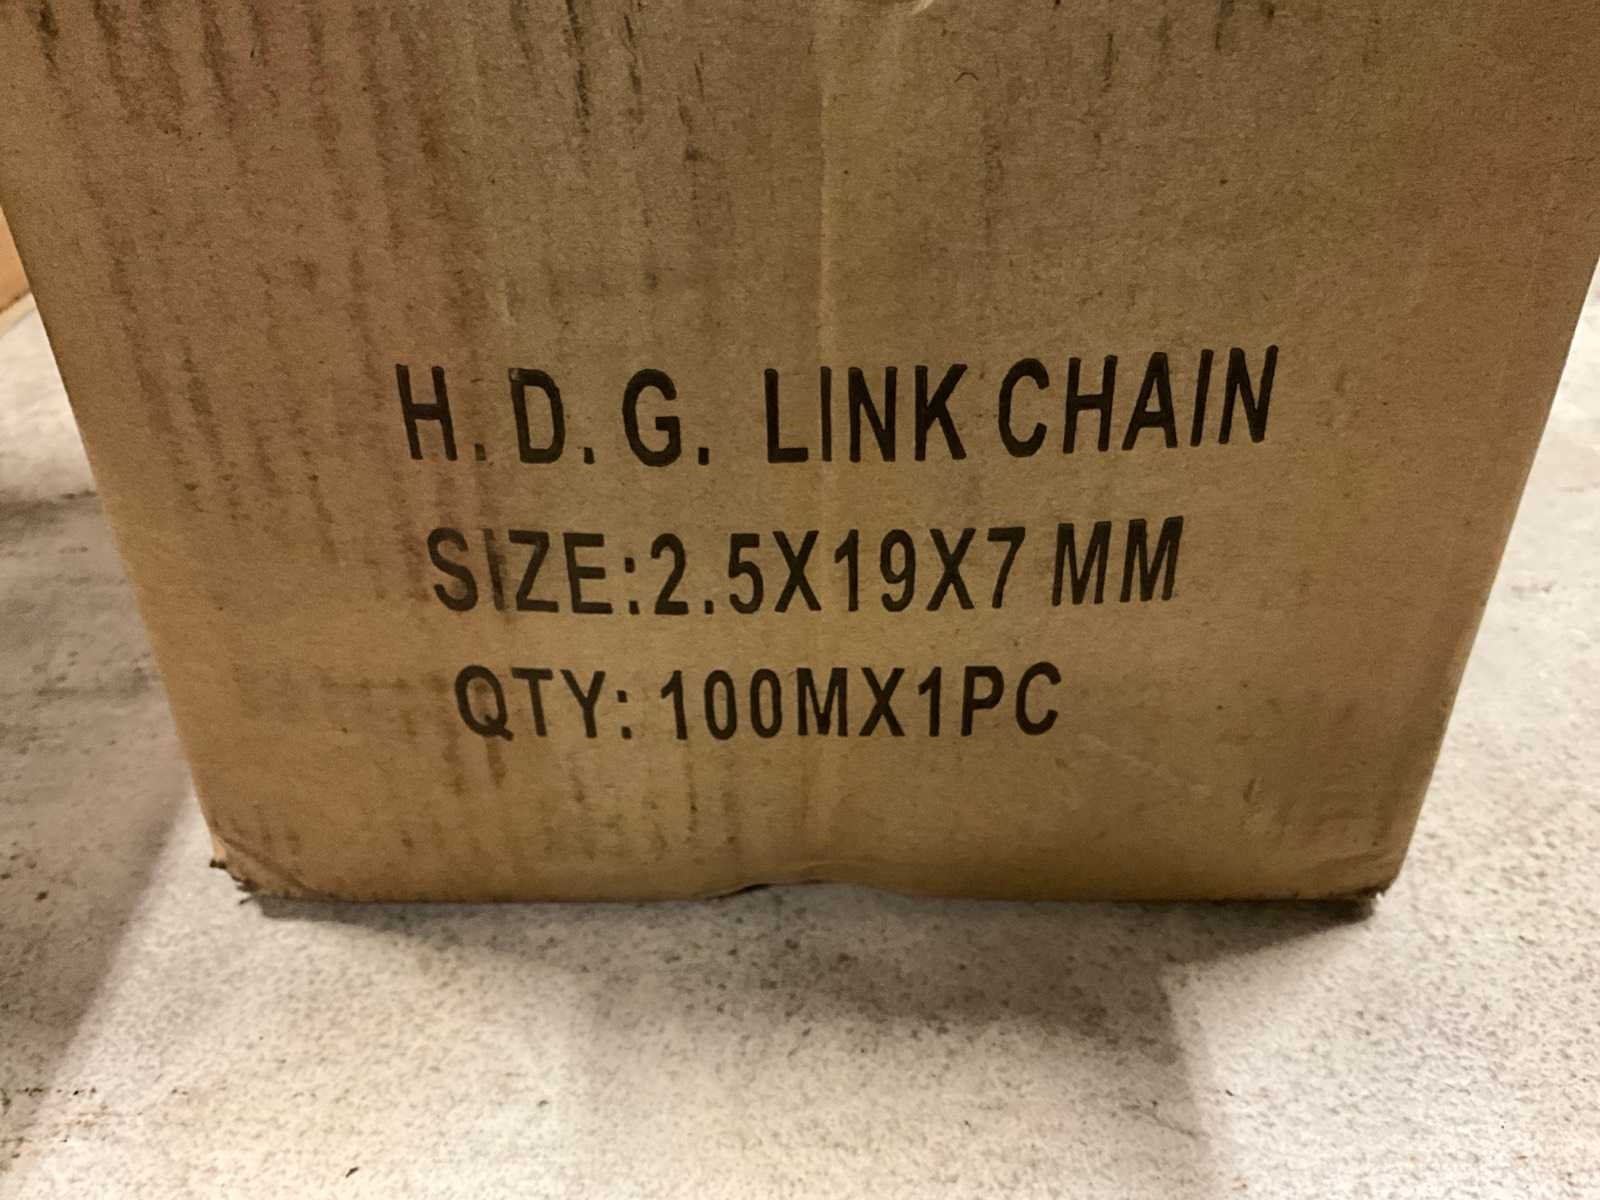 H.D.G. LINK CHAIN
SIZE:2.5X19X7 MM
QTY: 100MX1PC